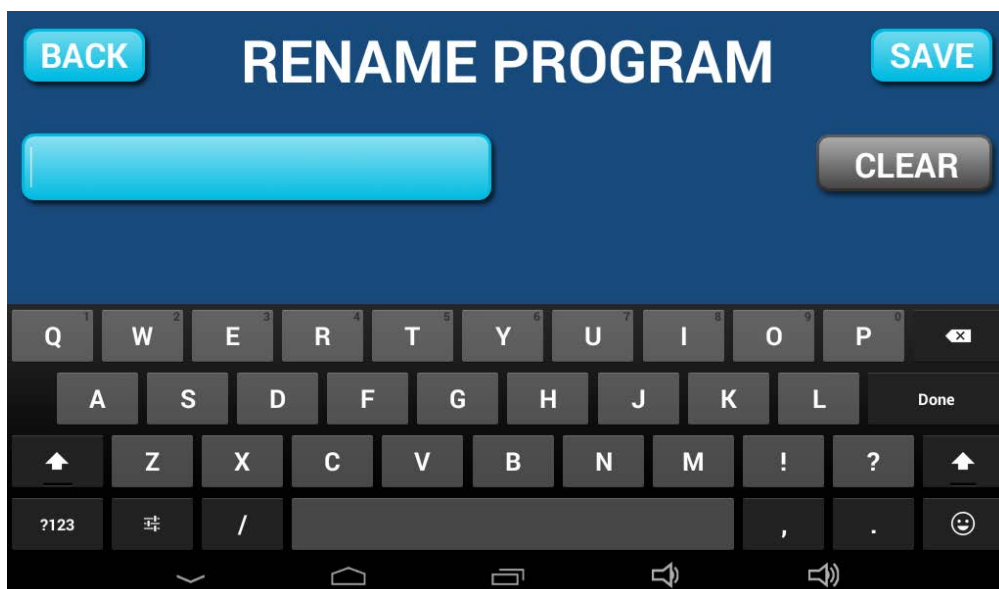 BACK RENAME PROGRAM SAVE
CLEAR
1 2 3 4 5 6 7 8 9 0
Q W E R T Y U I O P
A S D F G H J K L Done
Z X C V B N M ! ?
?123 / , .